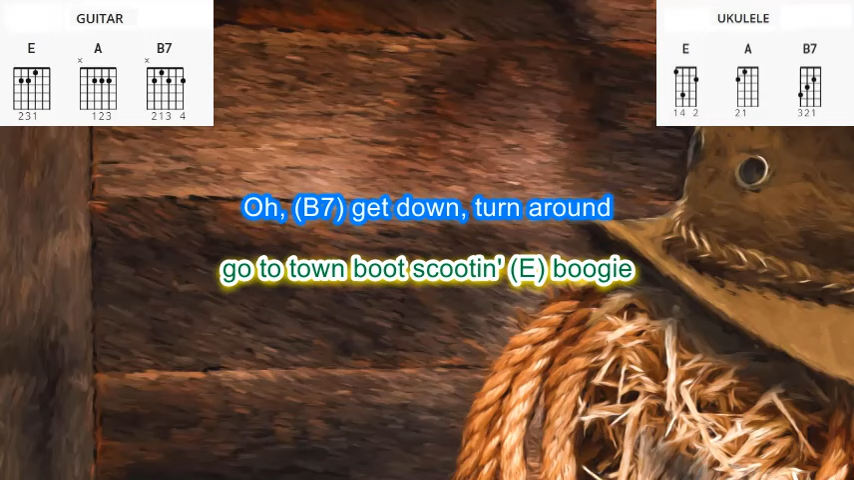 GUITAR
E A B7
x x
231 123 213 4
UKULELE
E A B7
14 2 21 321
Oh, (B7) get down, turn around
go to town boot scootin' (E) boogie